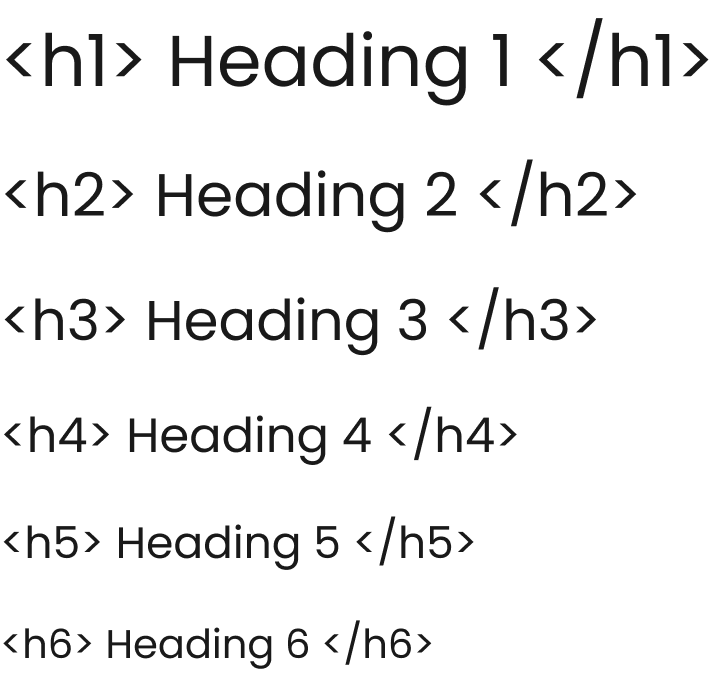 <h1> Heading 1 </h1>
<h2> Heading 2 </h2>
<h3> Heading 3 </h3>
<h4> Heading 4 </h4>
<h5> Heading 5 </h5>
<h6> Heading 6 </h6>